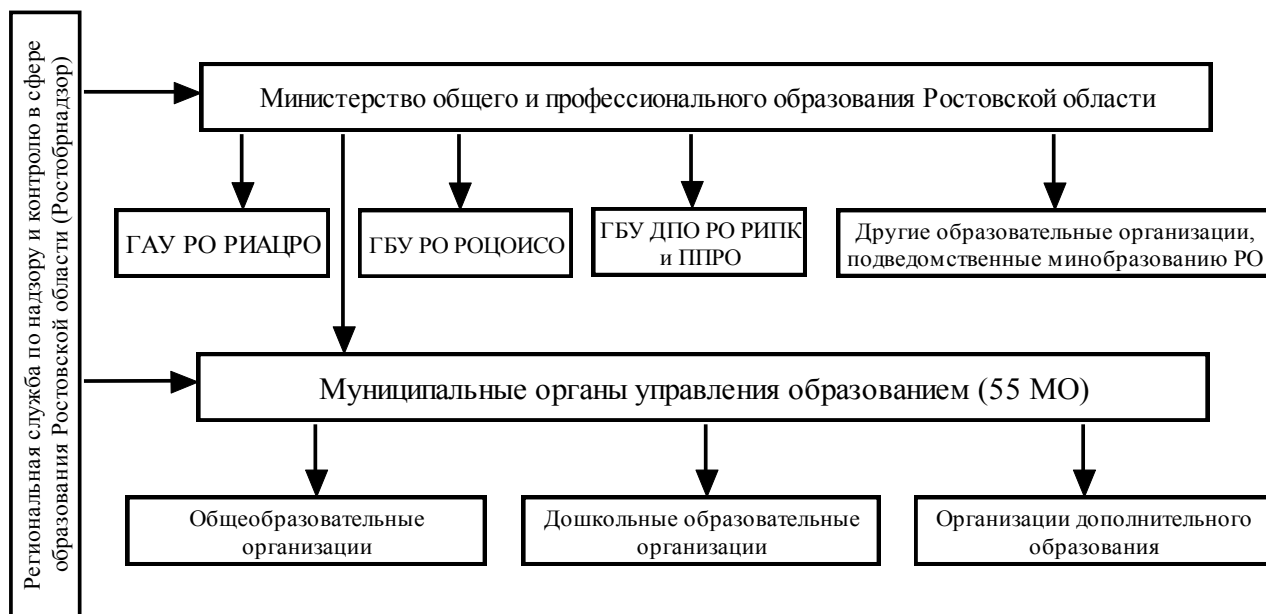 Региональная служба по надзору и контролю в сфере
образования Ростовской области (Ростобрнадзор)
Министерство общего и профессионального образования Ростовской области
ГАУ РО РИАЦРО
ГБУ РО РОЦОИСО
ГБУ ДПО РО РИПК
и ППРО
Другие образовательные организации,
подведомственные минобразованию РО
Муниципальные органы управления образованием (55 МО)
Общеобразовательные
организации
Дошкольные образовательные
организации
Организации дополнительного
образования